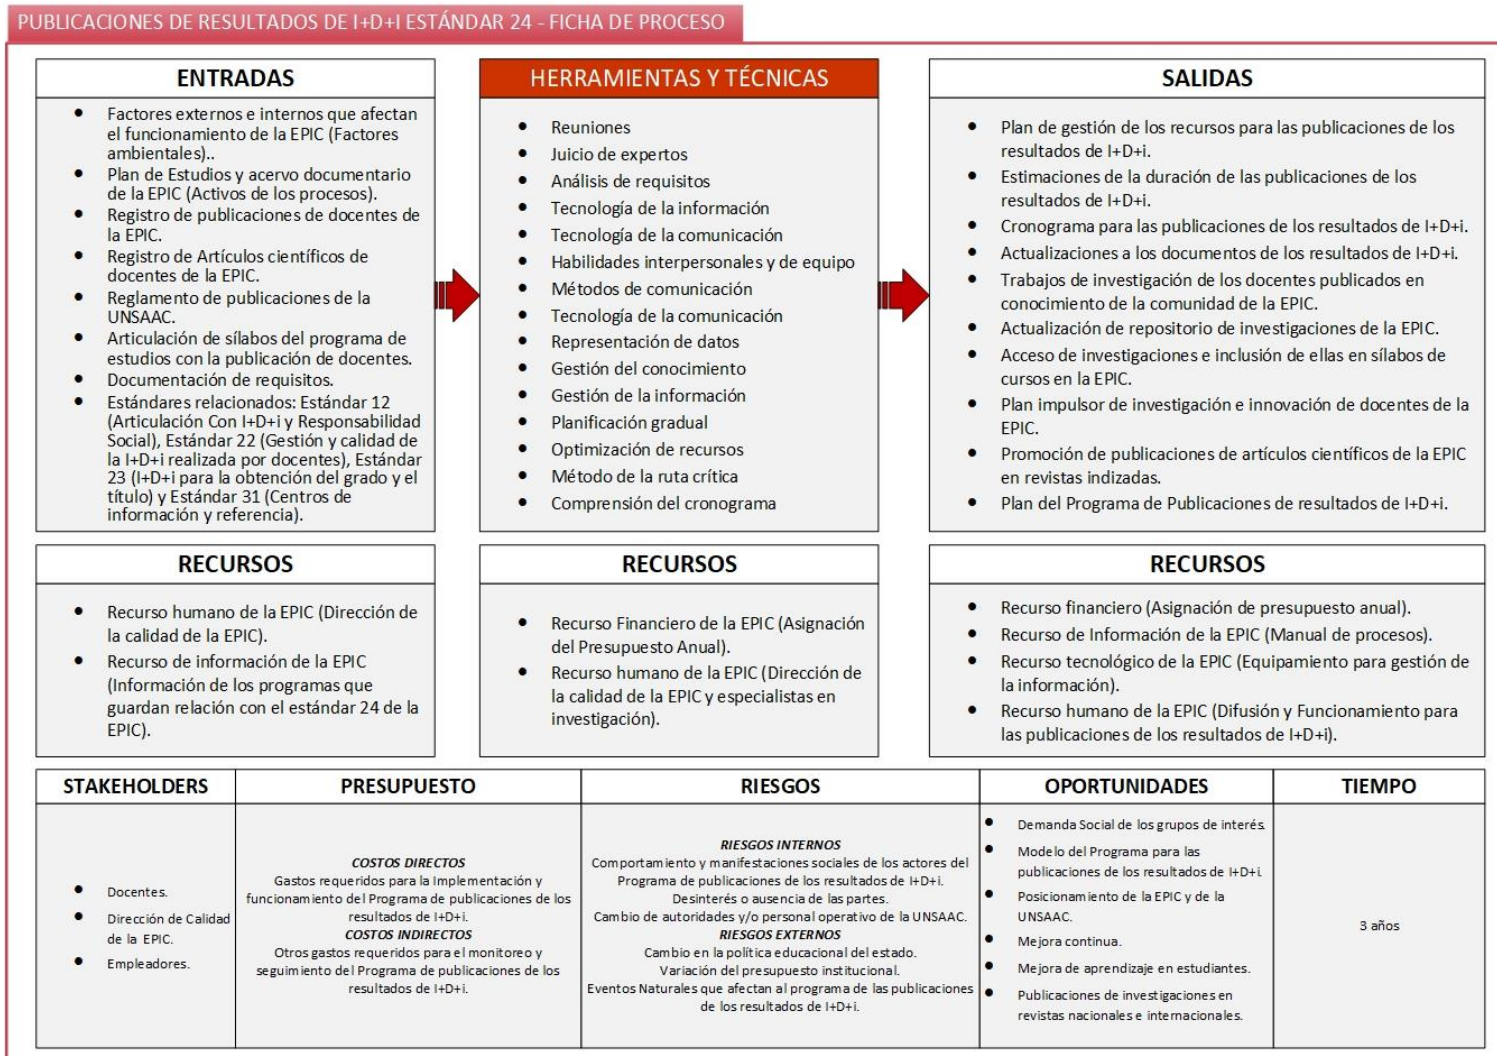 PUBLICACIONES DE RESULTADOS DE I+D+I ESTÁNDAR 24 - FICHA DE PROCESO
ENTRADAS
• Factores externos e internos que afectan
el funcionamiento de la EPIC (Factores
ambientales)..
• Plan de Estudios y acervo documentario
de la EPIC (Activos de los procesos).
• Registro de publicaciones de docentes de
la EPIC.
• Registro de Artículos científicos de
docentes de la EPIC.
• Reglamento de publicaciones de la
UNSAAC.
• Articulación de sílabos del programa de
estudios con la publicación de docentes.
• Documentación de requisitos.
• Estándares relacionados: Estándar 12
(Articulación Con I+D+i y Responsabilidad
Social), Estándar 22 (Gestión y calidad de
la I+D+i realizada por docentes), Estándar
23 (I+D+i para la obtención del grado y el
título) y Estándar 31 (Centros de
información y referencia).
HERRAMIENTAS Y TÉCNICAS
• Reuniones
• Juicio de expertos
• Análisis de requisitos
• Tecnología de la información
• Tecnología de la comunicación
• Habilidades interpersonales y de equipo
• Métodos de comunicación
• Tecnología de la comunicación
• Representación de datos
• Gestión del conocimiento
• Gestión de la información
• Planificación gradual
• Optimización de recursos
• Método de la ruta crítica
• Comprensión del cronograma
SALIDAS
• Plan de gestión de los recursos para las publicaciones de los
resultados de I+D+i.
• Estimaciones de la duración de las publicaciones de los
resultados de I+D+i.
• Cronograma para las publicaciones de los resultados de I+D+i.
• Actualizaciones a los documentos de los resultados de I+D+i.
• Trabajos de investigación de los docentes publicados en
conocimiento de la comunidad de la EPIC.
• Actualización de repositorio de investigaciones de la EPIC.
• Acceso de investigaciones e inclusión de ellas en sílabos de
cursos en la EPIC.
• Plan impulsor de investigación e innovación de docentes de la
EPIC.
• Promoción de publicaciones de artículos científicos de la EPIC
en revistas indizadas.
• Plan del Programa de Publicaciones de resultados de I+D+i.
RECURSOS
• Recurso humano de la EPIC (Dirección de
la calidad de la EPIC).
• Recurso de información de la EPIC
(Información de los programas que
guardan relación con el estándar 24 de la
EPIC).
RECURSOS
• Recurso Financiero de la EPIC (Asignación
del Presupuesto Anual).
• Recurso humano de la EPIC (Dirección de
la calidad de la EPIC y especialistas en
investigación).
RECURSOS
• Recurso financiero (Asignación de presupuesto anual).
• Recurso de Información de la EPIC (Manual de procesos).
• Recurso tecnológico de la EPIC (Equipamiento para gestión de
la información).
• Recurso humano de la EPIC (Difusión y Funcionamiento para
las publicaciones de los resultados de I+D+i).
STAKEHOLDERS
• Docentes.
• Dirección de Calidad
de la EPIC.
• Empleadores.
PRESUPUESTO
COSTOS DIRECTOS
Gastos requeridos para la Implementación y
funcionamiento del Programa de publicaciones de los
resultados de I+D+i.
COSTOS INDIRECTOS
Otros gastos requeridos para el monitoreo y
seguimiento del Programa de publicaciones de los
resultados de I+D+i.
RIESGOS
RIESGOS INTERNOS
Comportamiento y manifestaciones sociales de los actores del
Programa de publicaciones de los resultados de I+D+i.
Desinterés o ausencia de las partes.
Cambio de autoridades y/o personal operativo de la UNSAAC.
RIESGOS EXTERNOS
Cambio en la política educacional del estado.
Variación del presupuesto institucional.
Eventos Naturales que afectan al programa de las publicaciones
de los resultados de I+D+i.
OPORTUNIDADES
• Demanda Social de los grupos de interés.
• Modelo del Programa para las
publicaciones de los resultados de I+D+i.
• Posicionamiento de la EPIC y de la
UNSAAC.
• Mejora continua.
• Mejora de aprendizaje en estudiantes.
• Publicaciones de investigaciones en
revistas nacionales e internacionales.
TIEMPO
3 años